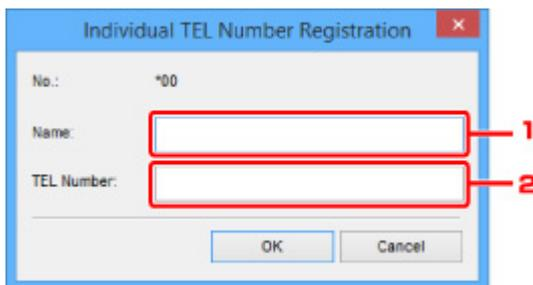 Individual TEL Number Registration
No.: *00
Name: 1
TEL Number: 2
OK Cancel